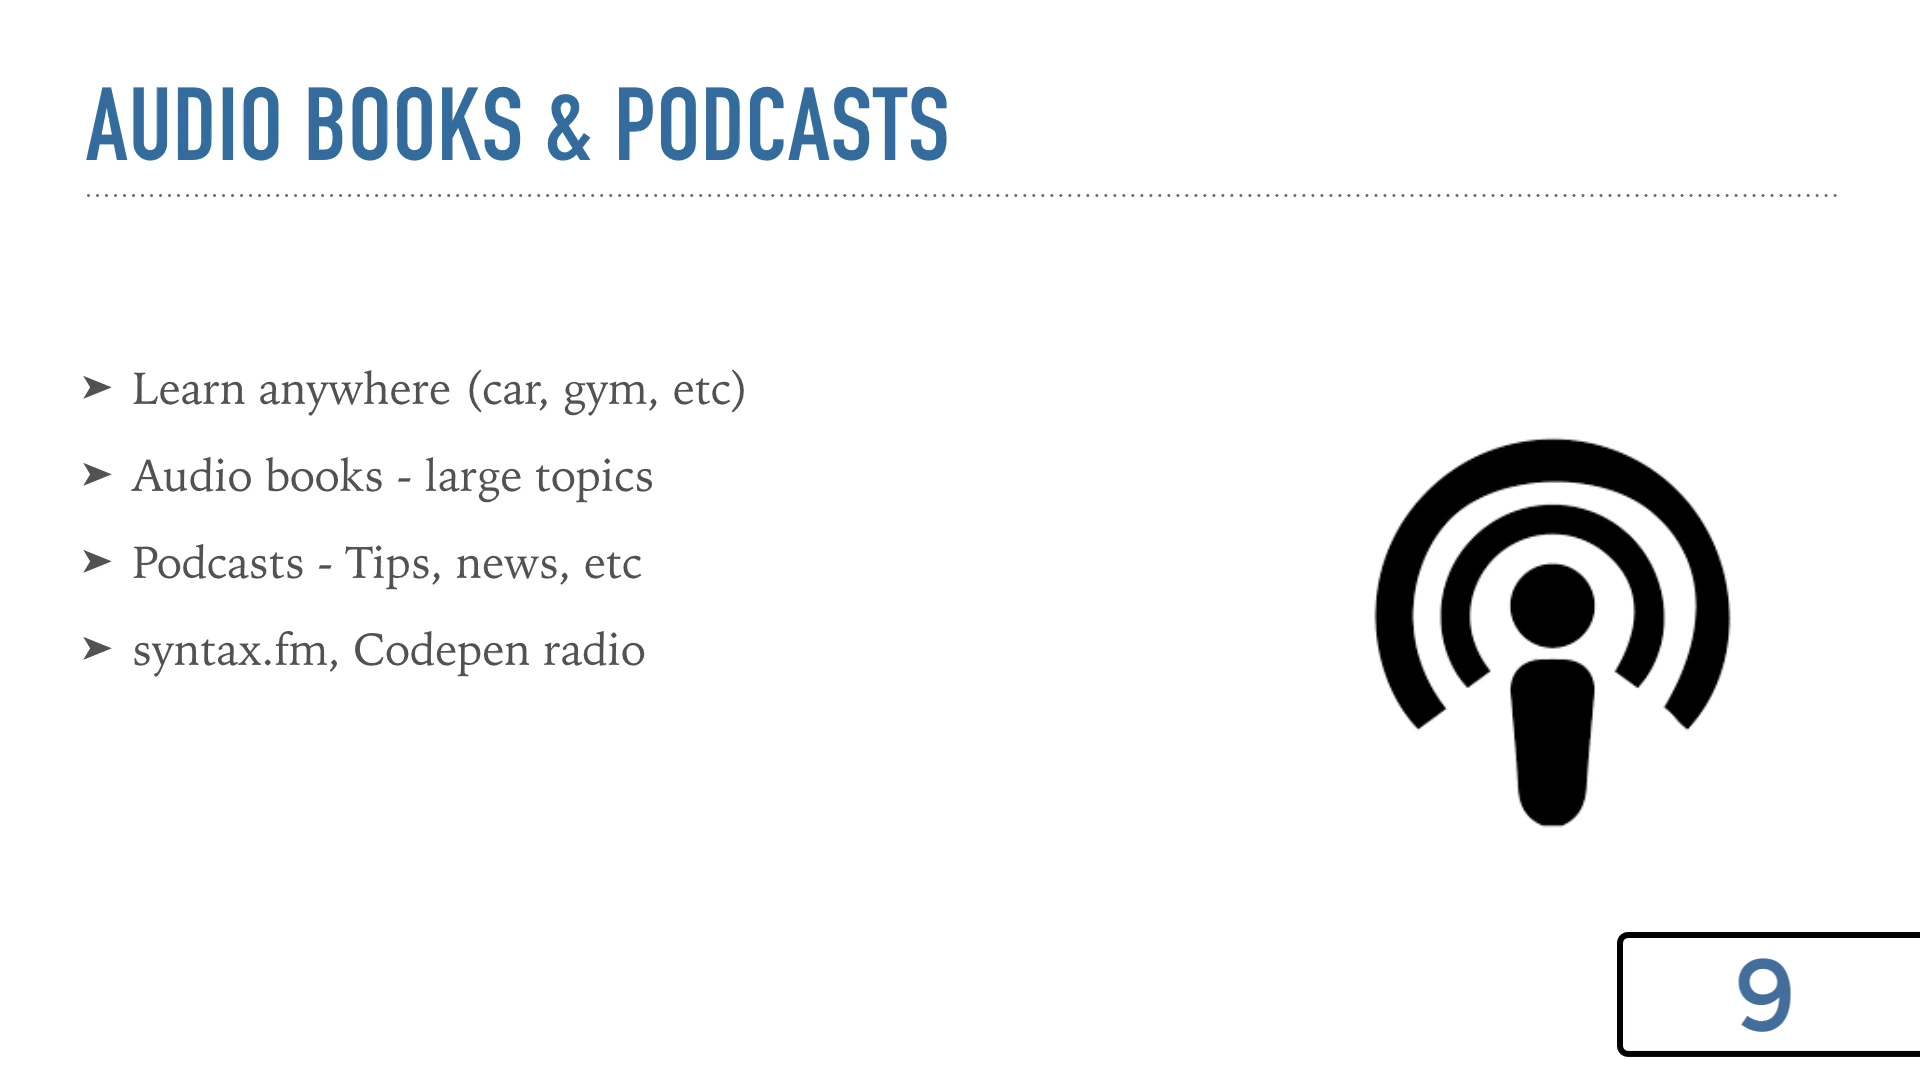 AUDIO BOOKS & PODCASTS
➤ Learn anywhere (car, gym, etc)
➤ Audio books - large topics
➤ Podcasts - Tips, news, etc
➤ syntax.fm, Codepen radio
9